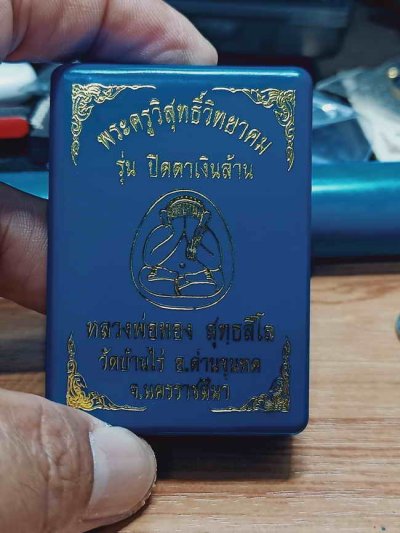 พระครูวิสุทธิ์วิทยาคม
รุ่น ปิดตาเงินล้าน
หลวงพ่อทอง สุทฺธสีโล
วัดบ้านไร่ อ.ด่านขุนทด
จ.นครราชสีมา